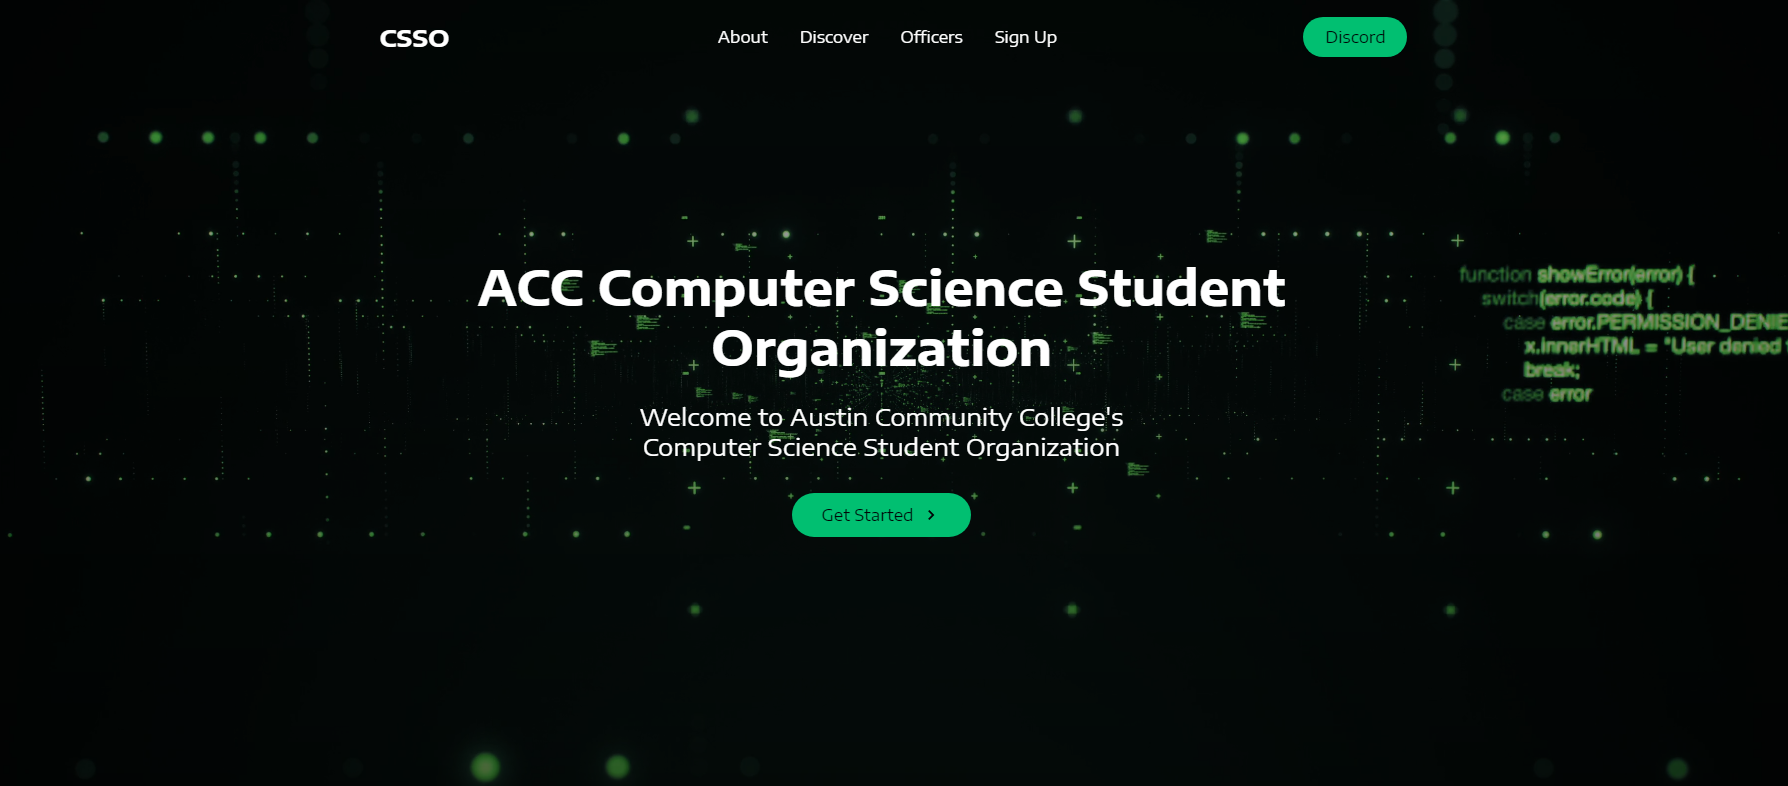 CSSO
About
Discover
Officers
Sign Up
Discord
ACC Computer Science Student
Organization
Welcome to Austin Community College's
Computer Science Student Organization
Get Started
function showError(error) {
switch(error.code) {
case error.PERMISSION_DENIE
x.innerHTML = "User denied
break;
case error